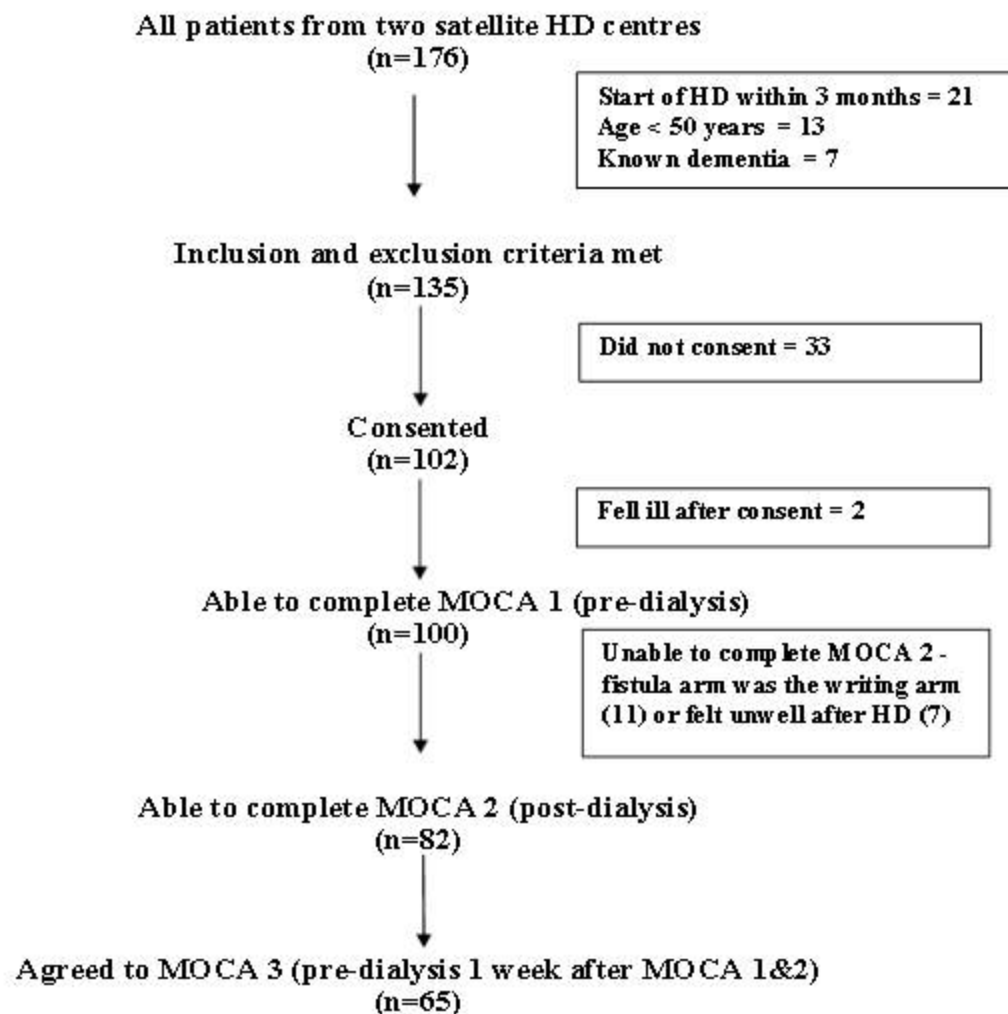 All patients from two satellite HD centres
(n=176)
Start of HD within 3 months = 21
Age < 50 years = 13
Known dementia = 7
Inclusion and exclusion criteria met
(n=135)
Did not consent = 33
Consented
(n=102)
Fell ill after consent = 2
Able to complete MOCA 1 (pre-dialysis)
(n=100)
Unable to complete MOCA 2 -
fistula arm was the writing arm
(11) or felt unwell after HD (7)
Able to complete MOCA 2 (post-dialysis)
(n=82)
Agreed to MOCA 3 (pre-dialysis 1 week after MOCA 1&2)
(n=65)